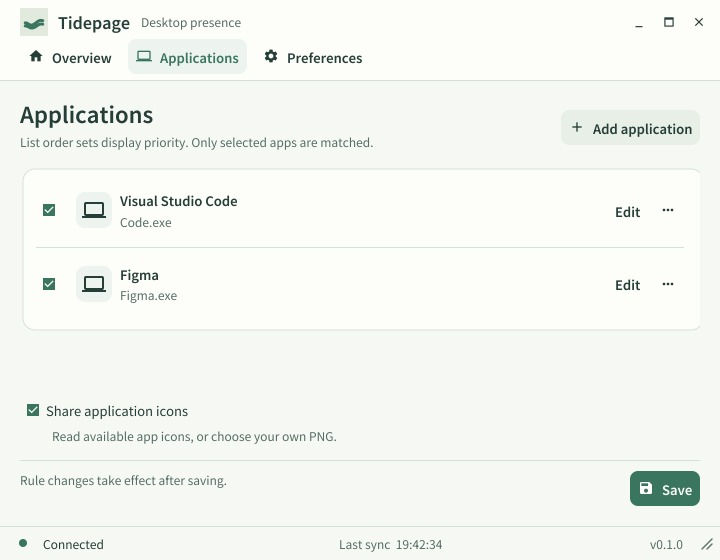 Tidepage Desktop presence
Overview Applications Preferences
Applications
List order sets display priority. Only selected apps are matched.
Add application
Visual Studio Code
Code.exe
Edit
Figma
Figma.exe
Edit
Share application icons
Read available app icons, or choose your own PNG.
Rule changes take effect after saving.
Save
Connected Last sync 19:42:34 v0.1.0